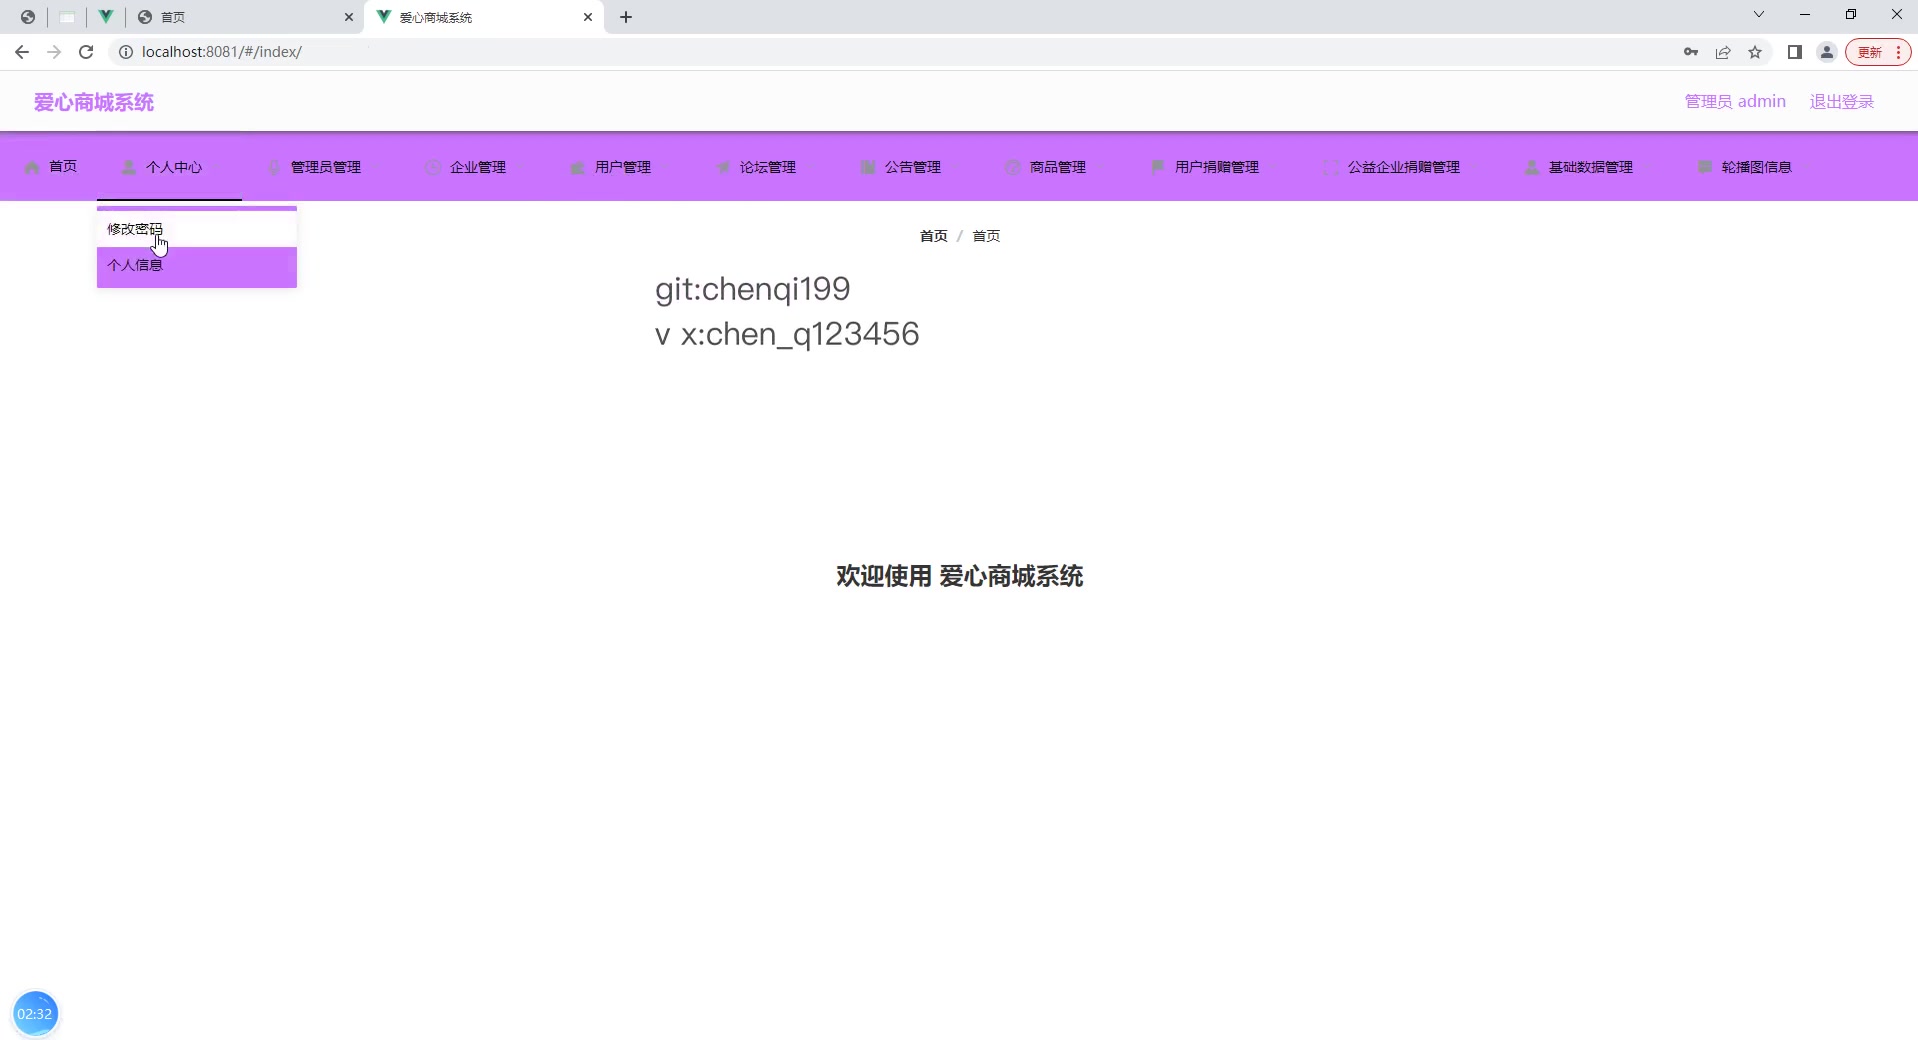 首页
爱心商城系统
localhost:8081/#/index/
更新
爱心商城系统
管理员 admin
退出登录
首页
个人中心
管理员管理
企业管理
用户管理
论坛管理
公告管理
商品管理
用户捐赠管理
公益企业捐赠管理
基础数据管理
轮播图信息
修改密码
个人信息
首页 / 首页
git:chenqi199
v x:chen_q123456
欢迎使用 爱心商城系统
02:32